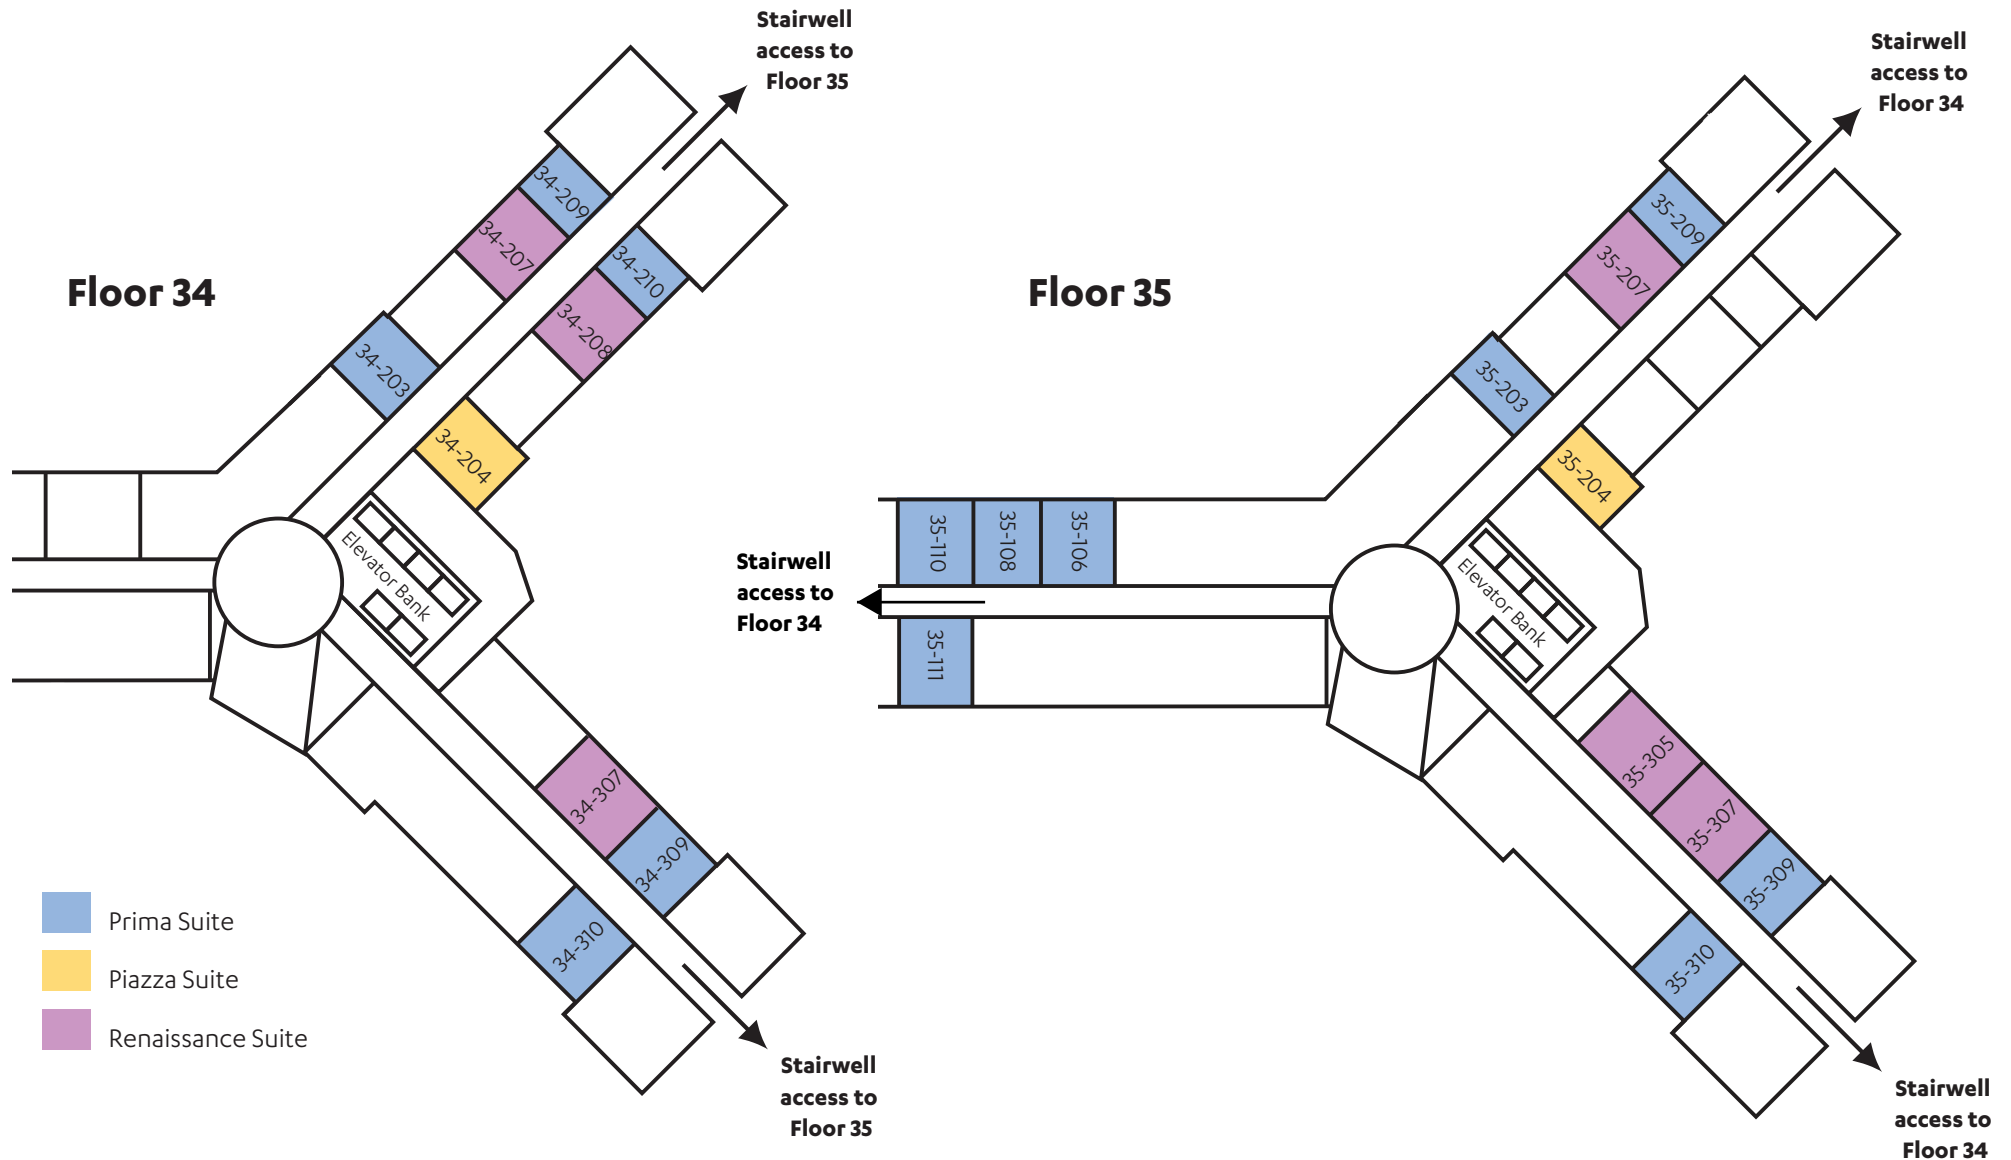 Stairwell
access to
Floor 35
Floor 34
34-209
34-207
34-203
34-210
34-208
34-204
Elevator Bank
34-307
34-309
34-310
Prima Suite
Piazza Suite
Renaissance Suite
Stairwell
access to
Floor 35
Stairwell
access to
Floor 34
Floor 35
35-209
35-207
35-203
35-204
Stairwell
access to
Floor 34
35-110
35-108
35-106
35-111
Elevator Bank
35-305
35-307
35-309
35-310
Stairwell
access to
Floor 34